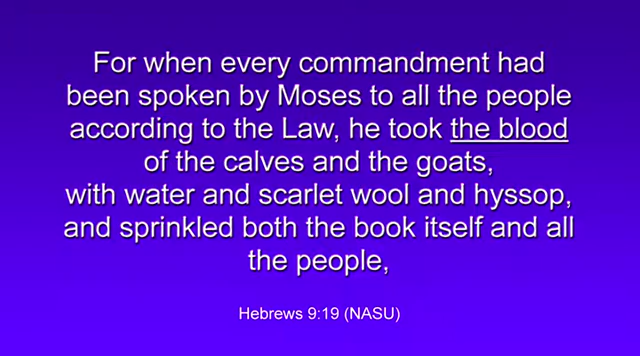 For when every commandment had
been spoken by Moses to all the people
according to the Law, he took the blood
of the calves and the goats,
with water and scarlet wool and hyssop,
and sprinkled both the book itself and all
the people,
Hebrews 9:19 (NASU)